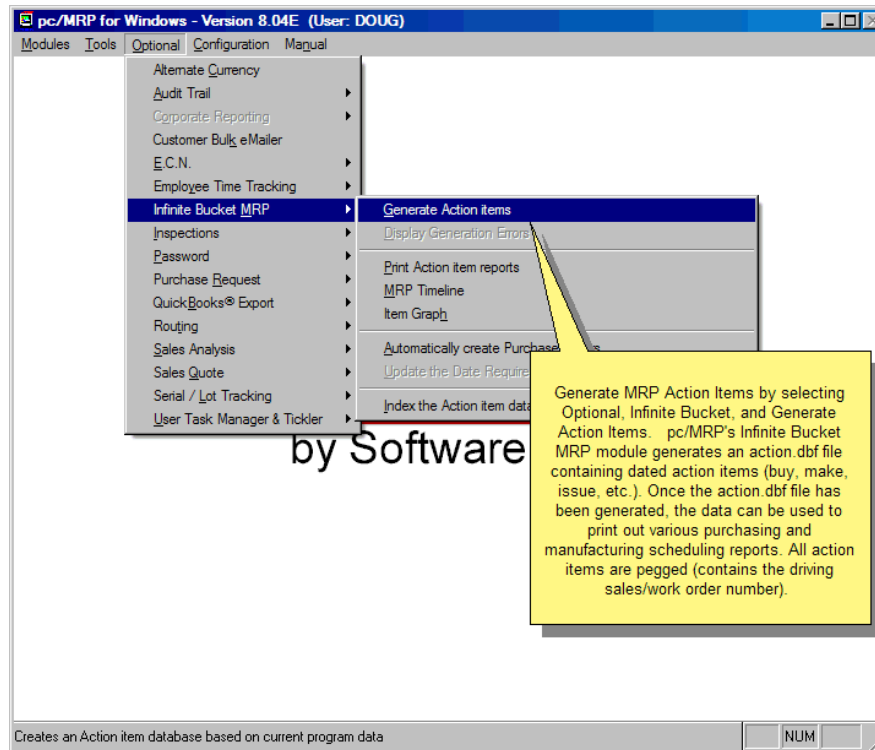 pc/MRP for Windows - Version 8.04E (User: DOUG)
Modules Tools Optional Configuration Manual
Alternate Currency
Audit Trail
Corporate Reporting
Customer Bulk eMailer
E.C.N.
Employee Time Tracking
Infinite Bucket MRP
Inspections
Password
Purchase Request
QuickBooks® Export
Routing
Sales Analysis
Sales Quote
Serial / Lot Tracking
User Task Manager & Tickler
Generate Action items
Display Generation Errors
Print Action item reports
MRP Timeline
Item Graph
Automatically create Purchase
Update the Date
Index the Action item
Generate MRP Action Items by selecting
Optional, Infinite Bucket, and Generate
Action Items. pc/MRP's Infinite Bucket
MRP module generates an action.dbf file
containing dated action items (buy, make,
issue, etc.). Once the action.dbf file has
been generated, the data can be used to
print out various purchasing and
manufacturing scheduling reports. All action
items are pegged (contains the driving
sales/work order number).
by Software
Creates an Action item database based on current program data
NUM